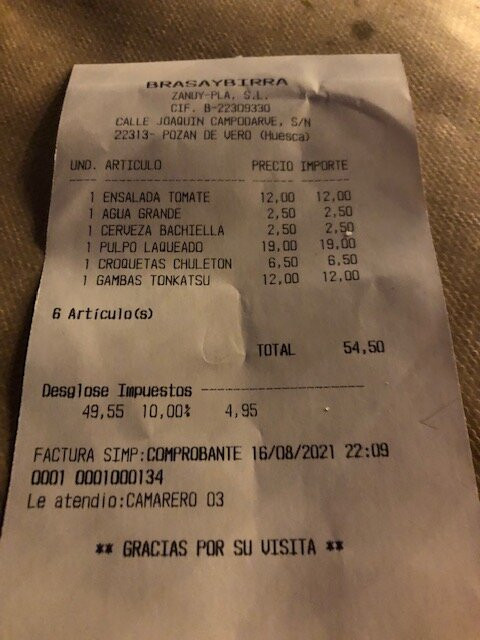 BRASAYBIRRA
ZANUY-PLA, S.L.
CIF. B-22309330
CALLE JOAQUIN CAMPODARVE, S/N
22313- POZAN DE VERO (Huesca)
UND. ARTICULO PRECIO IMPORTE
1 ENSALADA TOMATE 12,00 12,00
1 AGUA GRANDE 2,50 2,50
1 CERVEZA BACHIELLA 2,50 2,50
1 PULPO LAQUEADO 19,00 19,00
1 CROQUETAS CHULETON 6,50 6,50
1 GAMBAS TONKATSU 12,00 12,00
6 Artículo(s)
TOTAL 54,50
Desglose Impuestos --------------------
49,55 10,00% 4,95
FACTURA SIMP:COMPROBANTE 16/08/2021 22:09
0001 0001000134
Le atendio:CAMARERO 03
** GRACIAS POR SU VISITA **